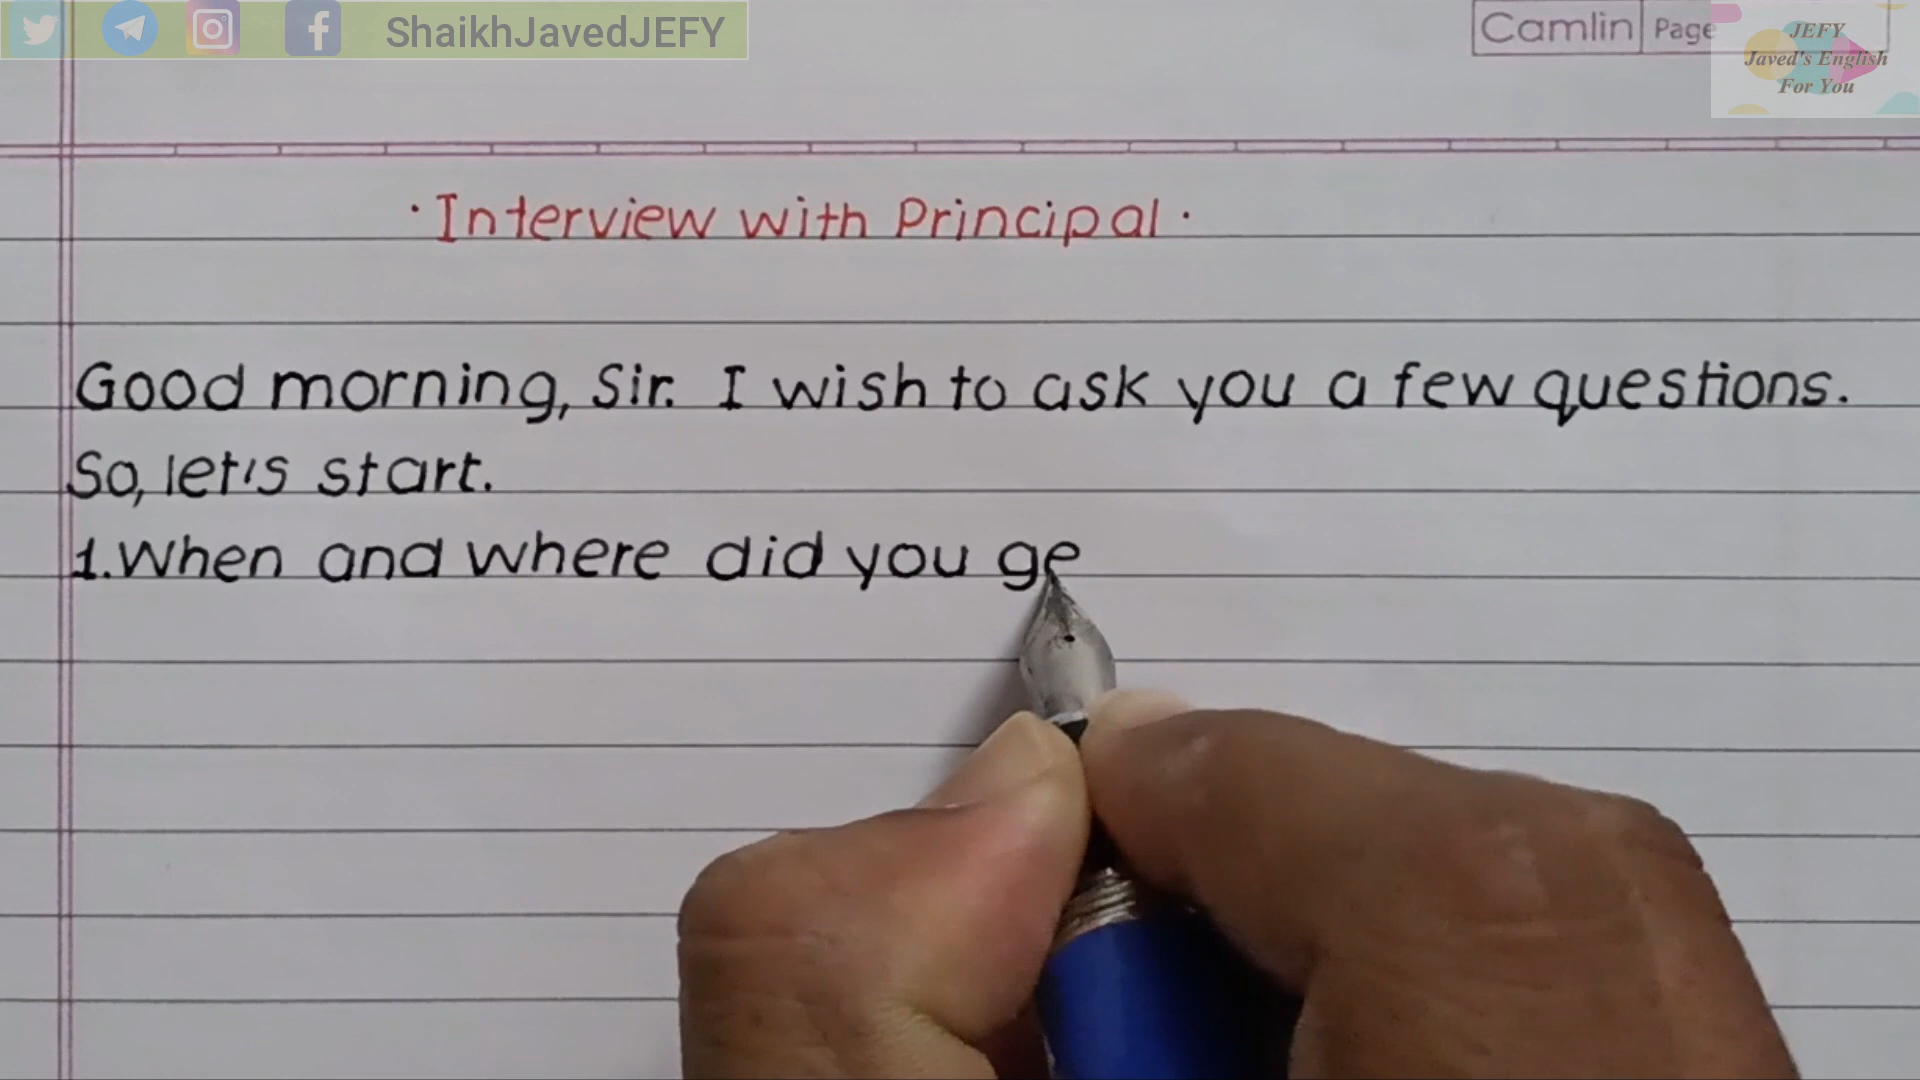 ShaikhJavedJEFY
Camlin Page
JEFY
Javed's English
For You
· Interview with Principal ·
Good morning, Sir. I wish to ask you a few questions.
So, let's start.
1. When and where did you ge